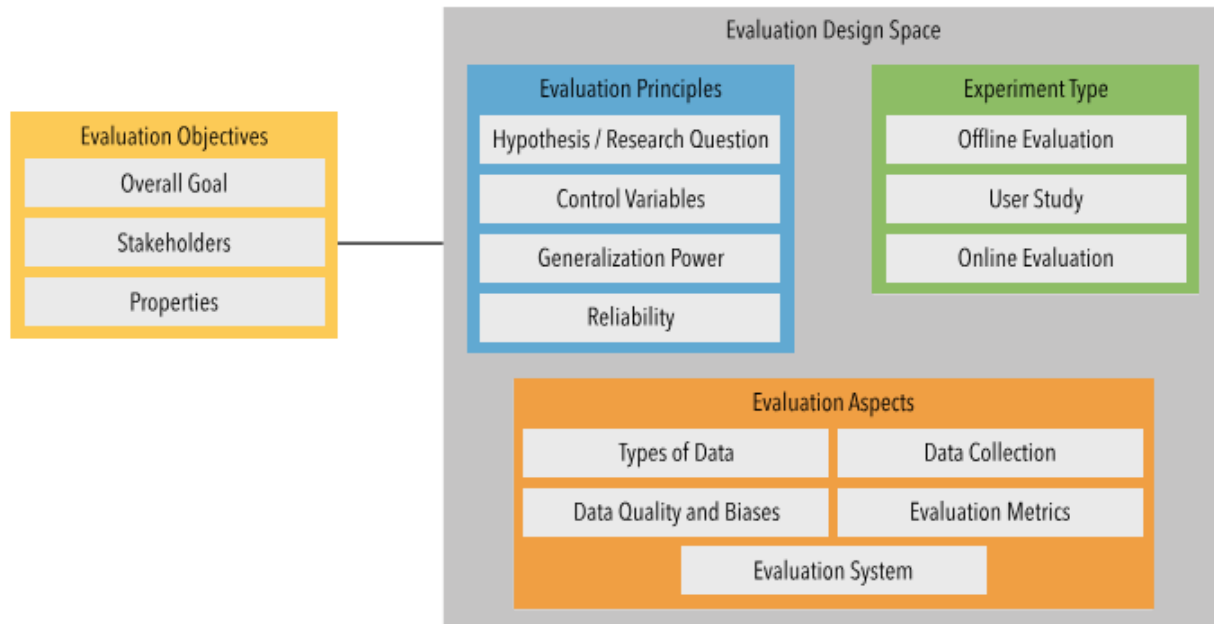 Evaluation Objectives
Overall Goal
Stakeholders
Properties
Evaluation Design Space
Evaluation Principles
Hypothesis / Research Question
Control Variables
Generalization Power
Reliability
Experiment Type
Offline Evaluation
User Study
Online Evaluation
Evaluation Aspects
Types of Data
Data Collection
Data Quality and Biases
Evaluation Metrics
Evaluation System